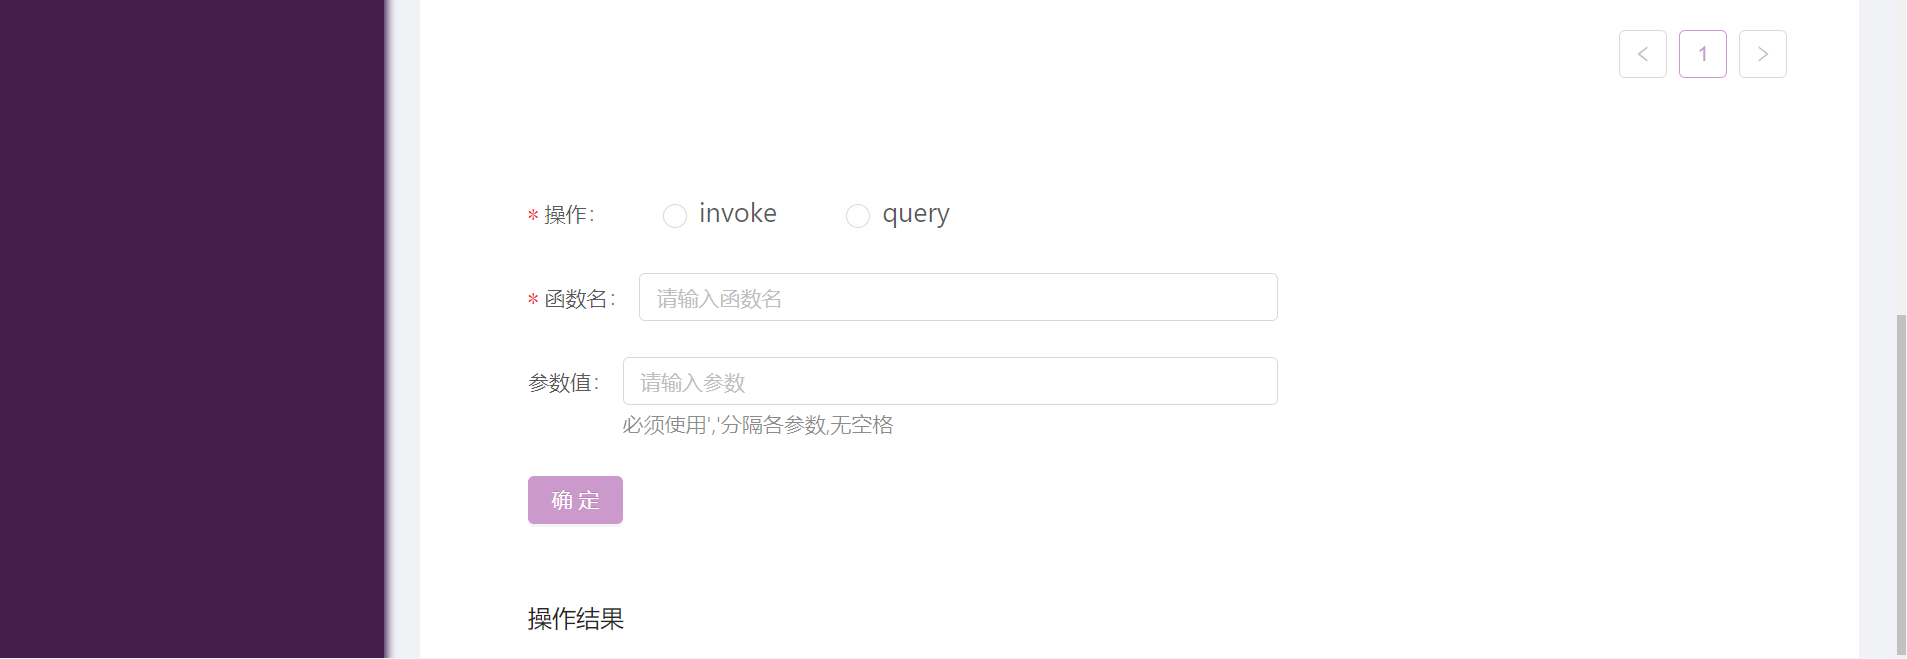 1
* 操作: invoke query
* 函数名: 请输入函数名
参数值: 请输入参数
必须使用','分隔各参数,无空格
确 定
操作结果